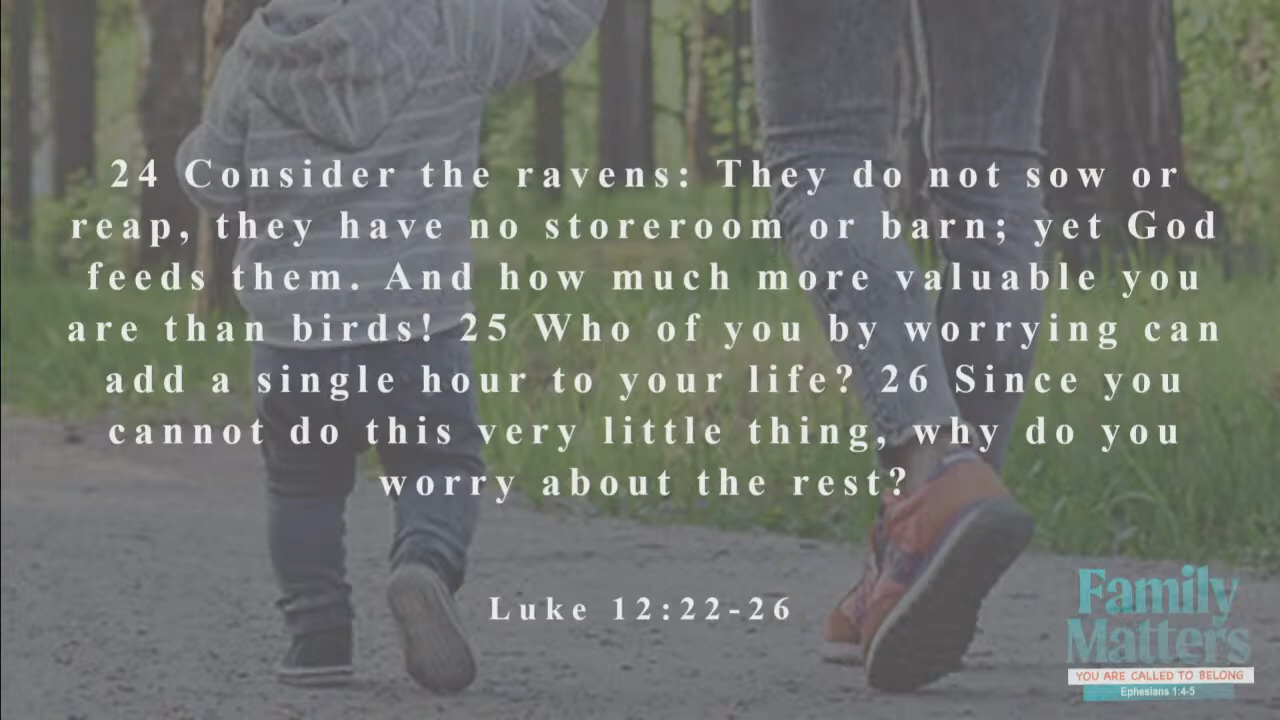 24 Consider the ravens: They do not sow or
reap, they have no storeroom or barn; yet God
feeds them. And how much more valuable you
are than birds! 25 Who of you by worrying can
add a single hour to your life? 26 Since you
cannot do this very little thing, why do you
worry about the rest?
Luke 12:22-26
Family
Matters
YOU ARE CALLED TO BELONG
Ephesians 1:4-5